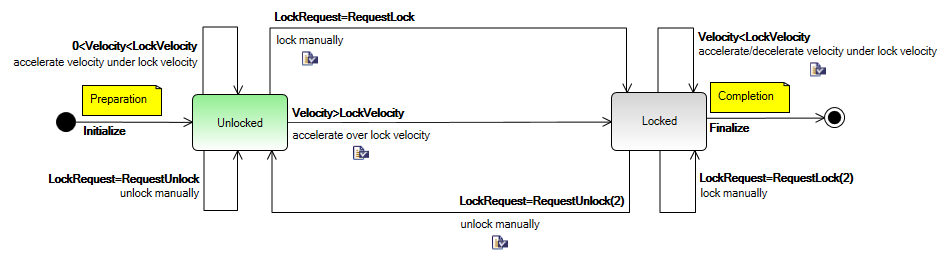 LockRequest=RequestLock
lock manually
0<Velocity<LockVelocity
accelerate velocity under lock velocity
Velocity<LockVelocity
accelerate/decelerate velocity under lock velocity
Preparation
Initialize
Unlocked
Velocity>LockVelocity
accelerate over lock velocity
Locked
Completion
Finalize
LockRequest=RequestUnlock
unlock manually
LockRequest=RequestUnlock(2)
unlock manually
LockRequest=RequestLock(2)
lock manually